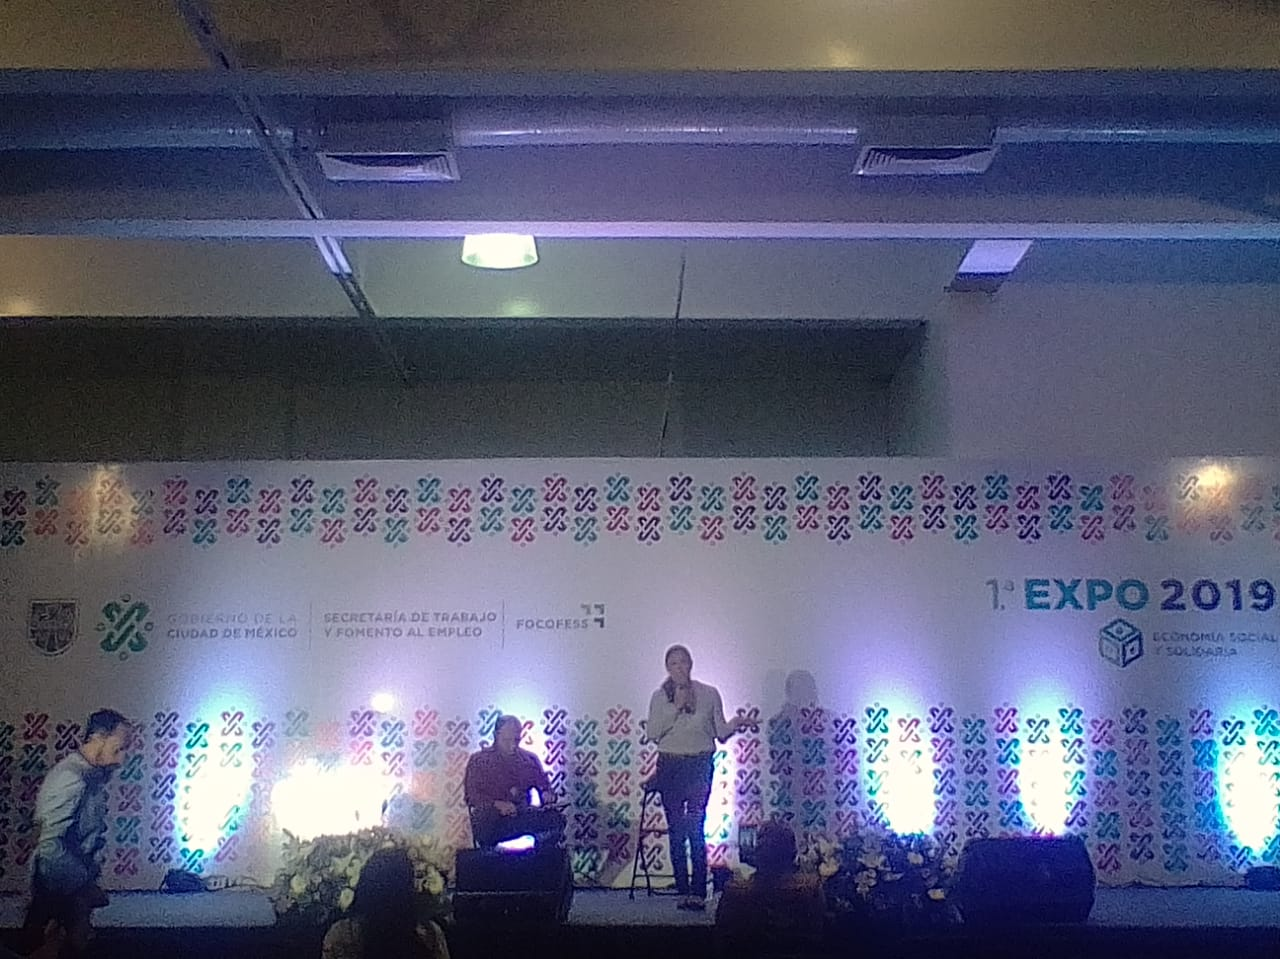 GOBIERNO DE LA
CIUDAD DE MÉXICO
SECRETARÍA DE TRABAJO
Y FOMENTO AL EMPLEO
FOCOFESS
1.ª EXPO 2019
ECONOMÍA SOCIAL
Y SOLIDARIA